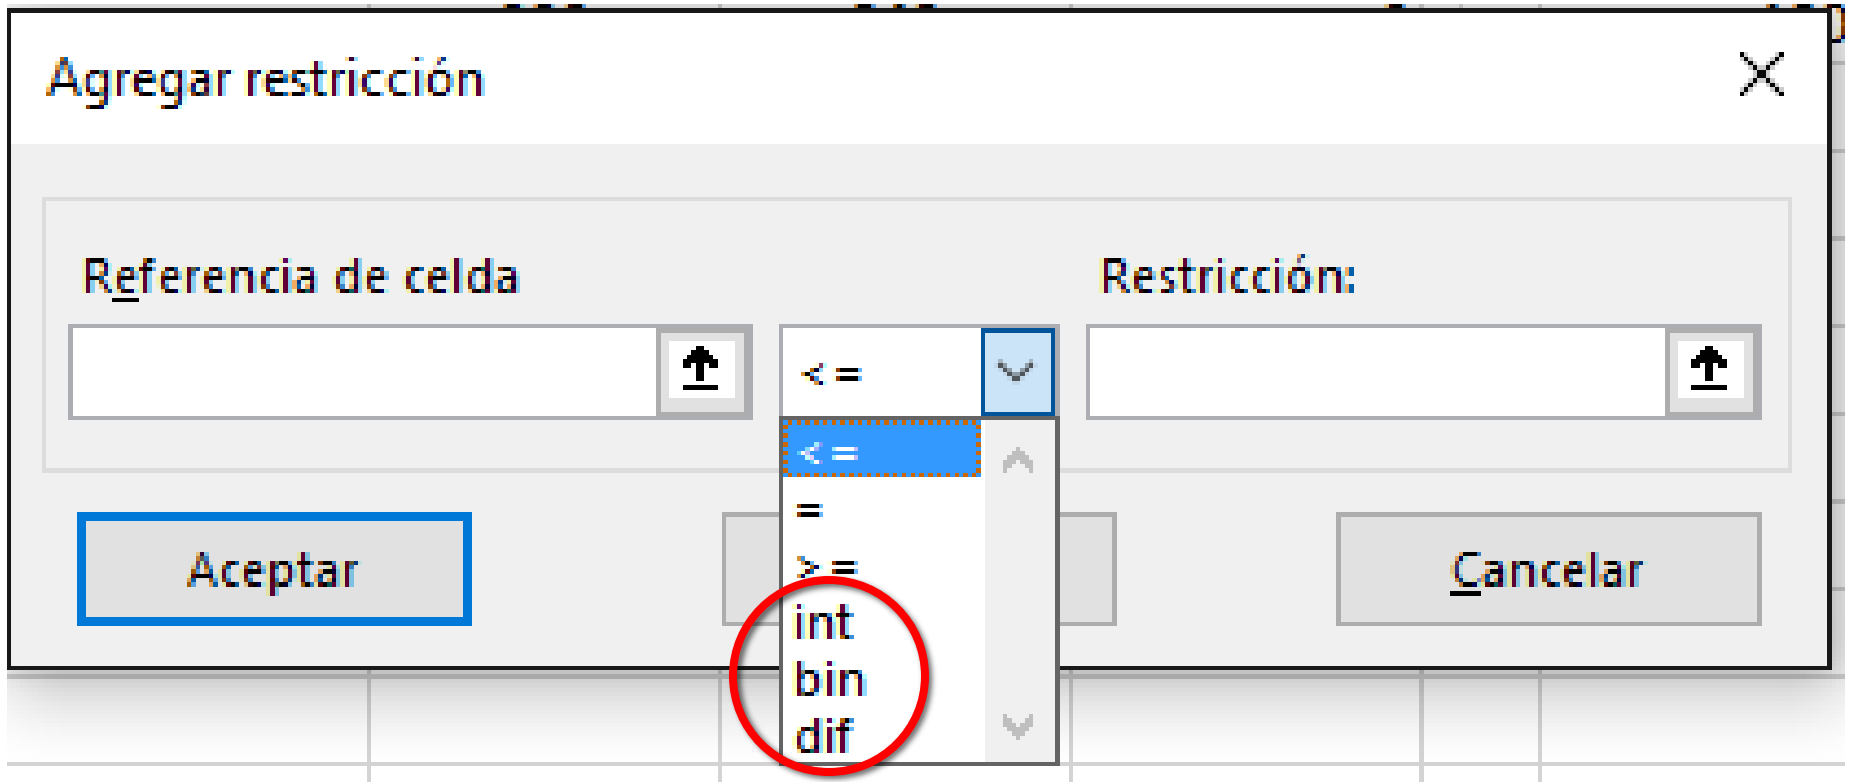 Agregar restricción
Referencia de celda
Restricción:
<=
<=
=
>=
int
bin
dif
Aceptar
Cancelar